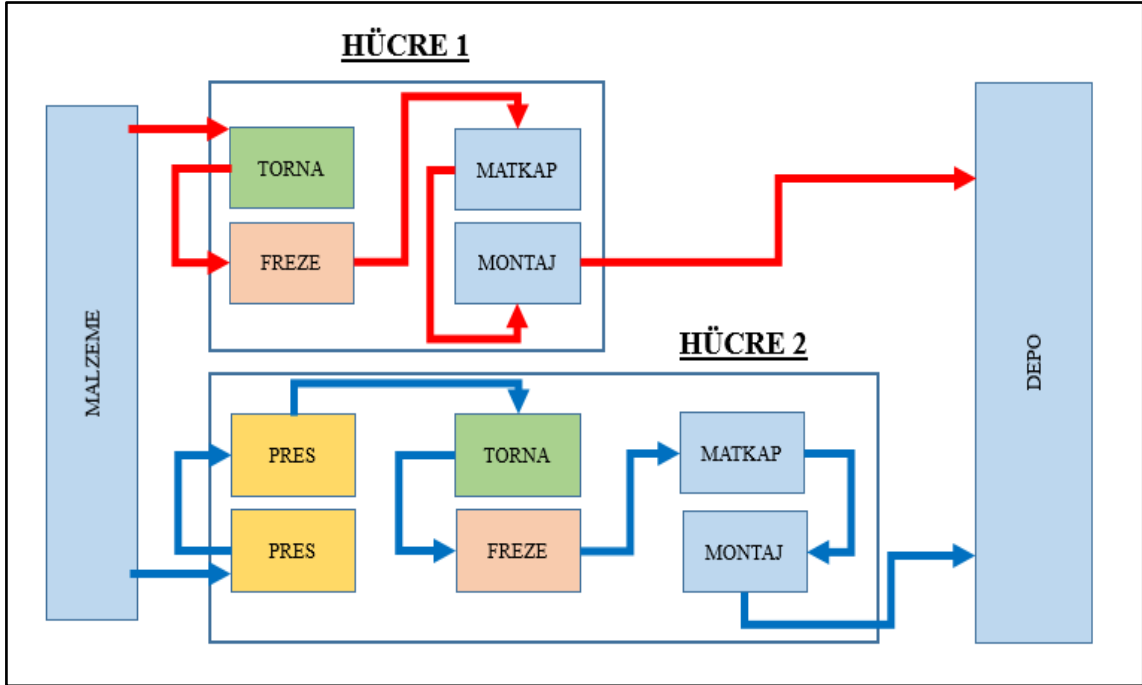 HÜCRE 1
MALZEME
TORNA
MATKAP
FREZE
MONTAJ
DEPO
HÜCRE 2
PRES
TORNA
MATKAP
PRES
FREZE
MONTAJ